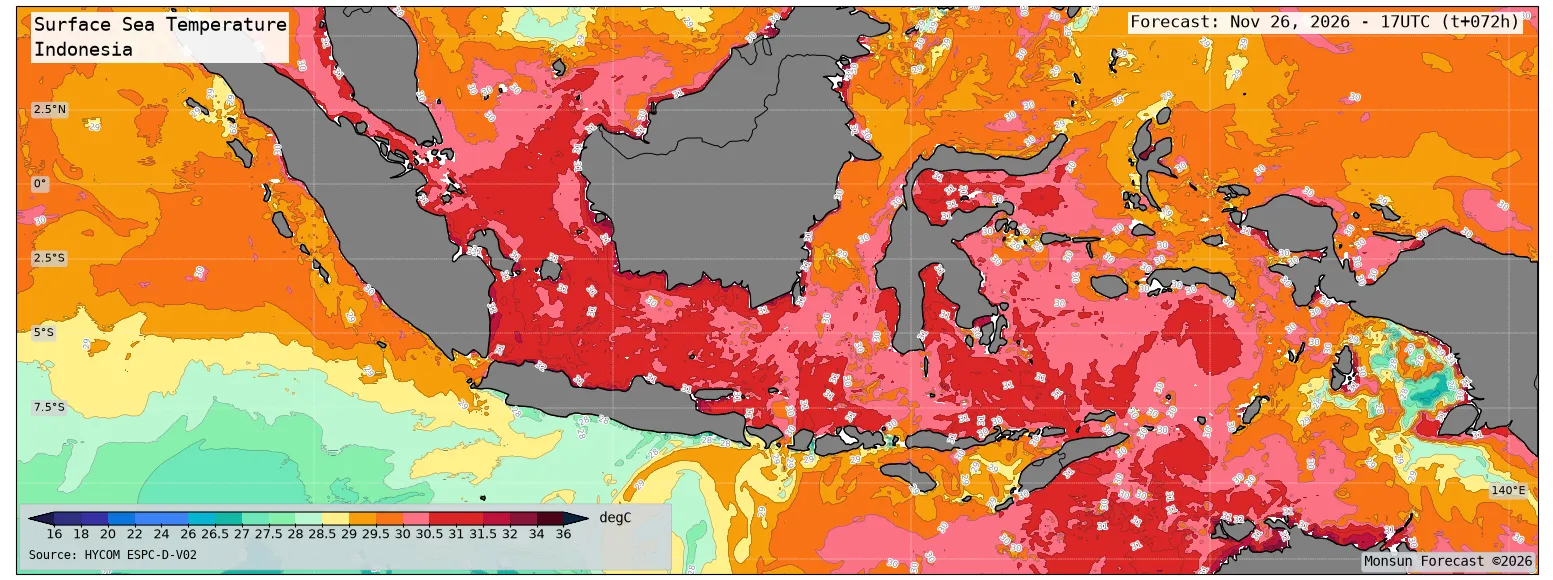 Surface Sea Temperature
Indonesia
Forecast: Nov 26, 2026 - 17UTC (t+072h)
2.5°N
0°
2.5°S
5°S
7.5°S
140°E
degC
16 18 20 22 24 26 26.5 27 27.5 28 28.5 29 29.5 30 30.5 31 31.5 32 34 36
Source: HYCOM ESPC-D-V02
Monsun Forecast ©2026